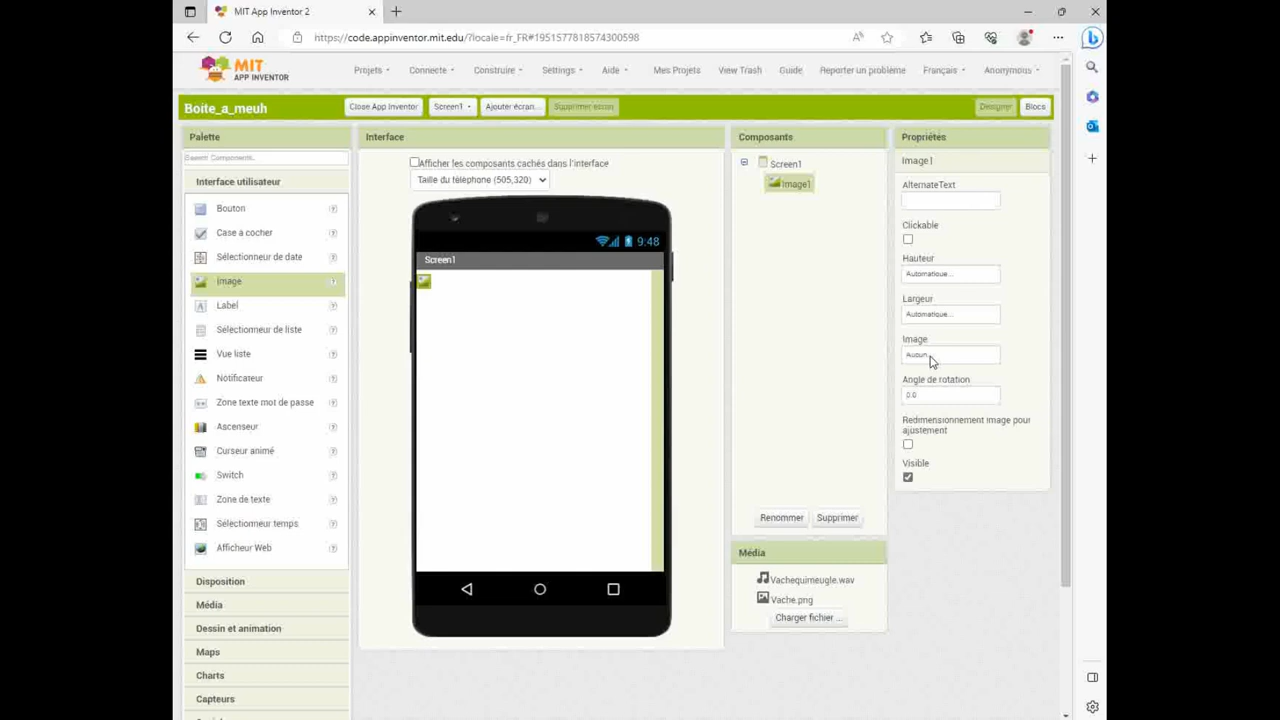 MIT App Inventor 2
https://code.appinventor.mit.edu/?locale=fr_FR#1951577818574300598
MIT
APP INVENTOR
Projets
Connecte
Construire
Settings
Aide
Mes Projets
View Trash
Guide
Reporter un problème
Français
Anonymous
Boite_a_meuh
Close App Inventor
Screen1
Ajouter écran...
Supprimer écran
Designer
Blocs
Palette
Interface
Composants
Propriétés
Search Components...
Interface utilisateur
Bouton
Case à cocher
Sélectionneur de date
Image
Label
Sélectionneur de liste
Vue liste
Notificateur
Zone texte mot de passe
Ascenseur
Curseur animé
Switch
Zone de texte
Sélectionneur temps
Afficheur Web
Disposition
Média
Dessin et animation
Maps
Charts
Capteurs
Afficher les composants cachés dans l'interface
Taille du téléphone (505,320)
9:48
Screen1
Screen1
Image1
Renommer
Supprimer
Média
Vachequimeugle.wav
Vache.png
Charger fichier ...
Image1
AlternateText
Clickable
Hauteur
Automatique...
Largeur
Automatique...
Image
Aucun...
Angle de rotation
0.0
Redimensionnement image pour
ajustement
Visible